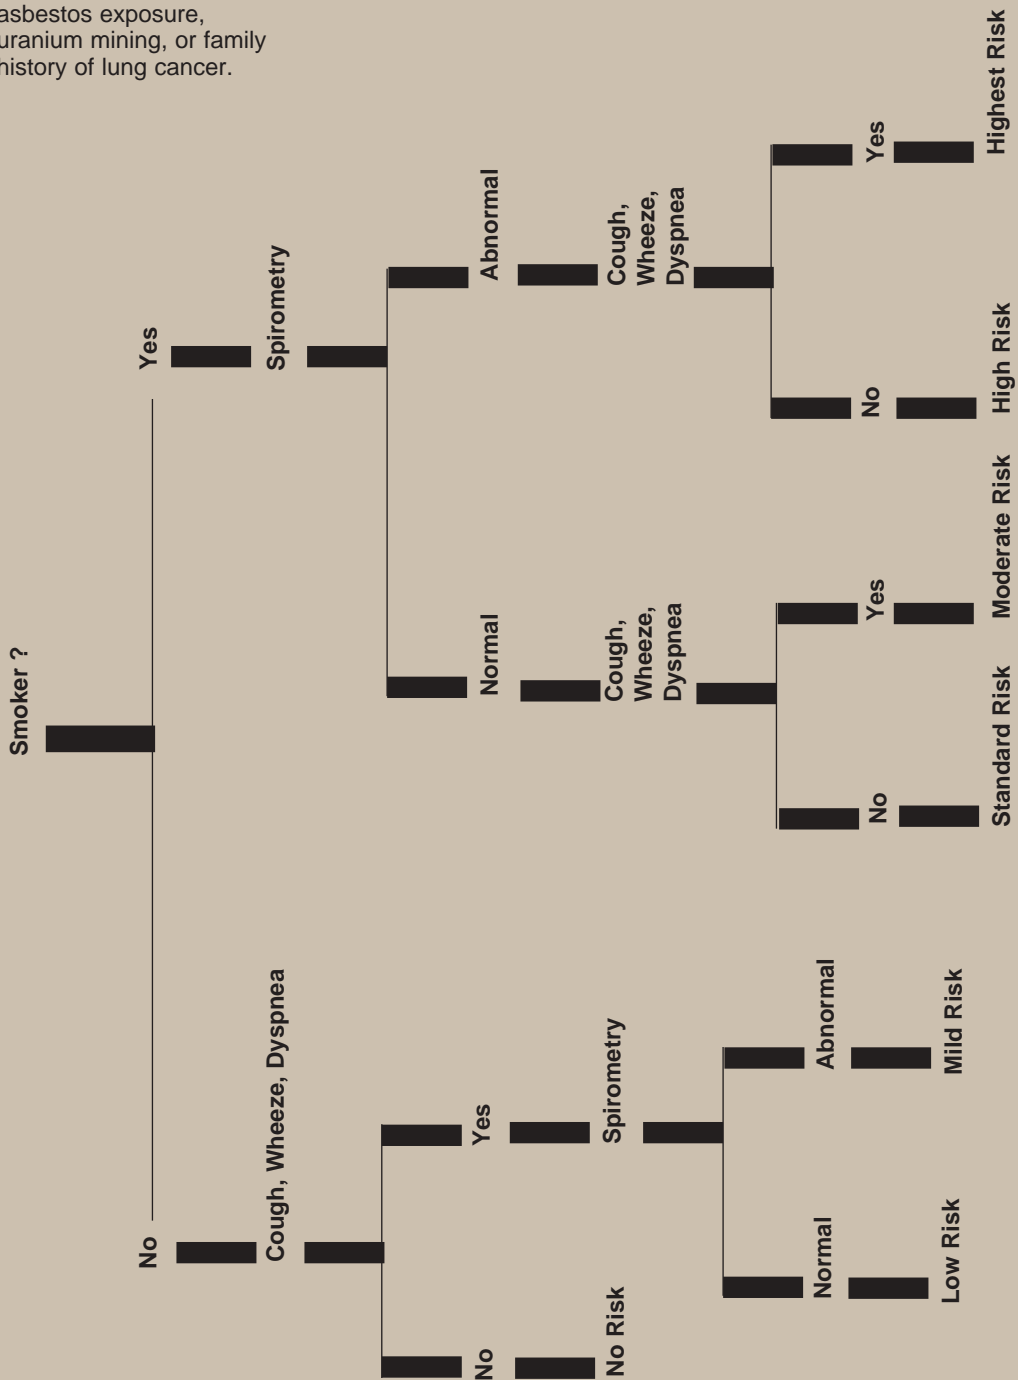 asbestos exposure,
uranium mining, or family
history of lung cancer.
Smoker ?
No
Yes
Cough, Wheeze, Dyspnea
Spirometry
No
Yes
Normal
Abnormal
No Risk
Spirometry
Cough,
Wheeze,
Dyspnea
Cough,
Wheeze,
Dyspnea
Normal
Abnormal
No
Yes
No
Yes
Low Risk
Mild Risk
Standard Risk
Moderate Risk
High Risk
Highest Risk